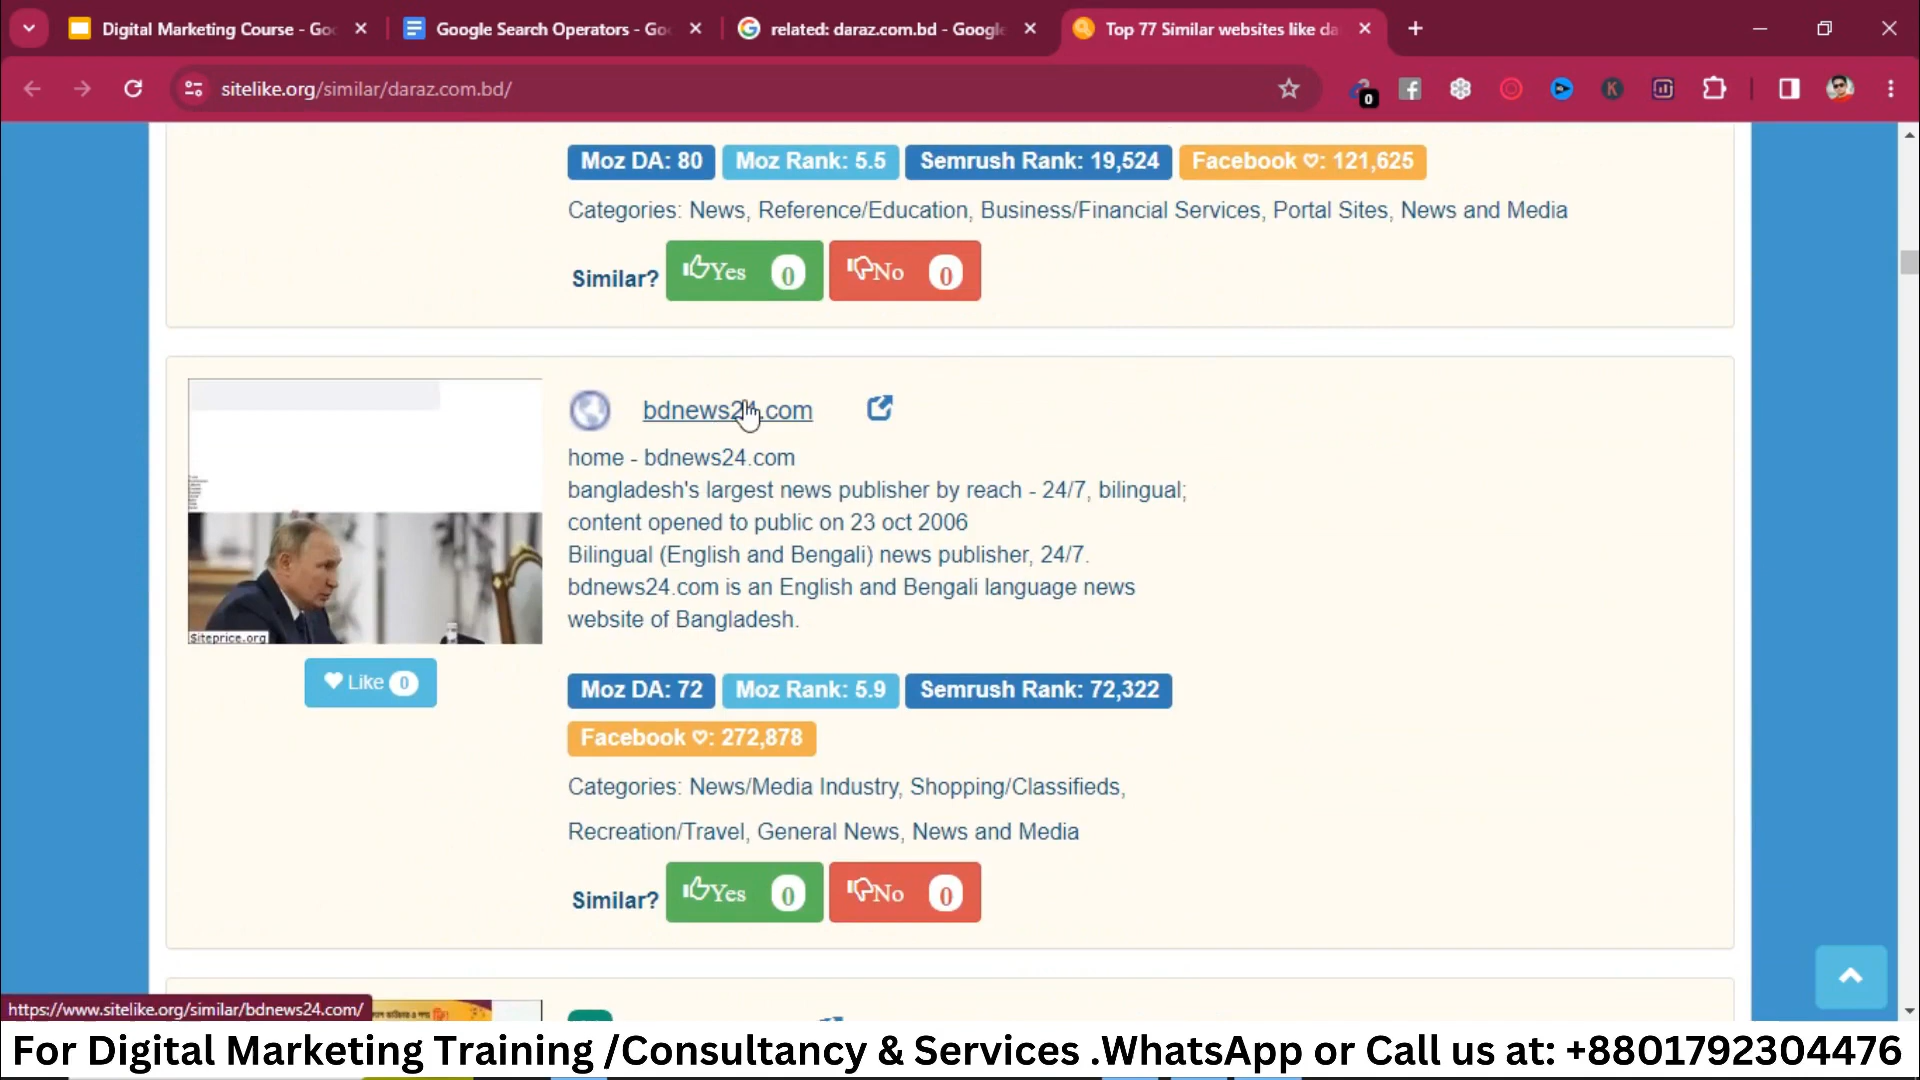 Digital Marketing Course - Goo
Google Search Operators - Goo
related: daraz.com.bd - Google
Top 77 Similar websites like da
sitelike.org/similar/daraz.com.bd/
0
K
Moz DA: 80 Moz Rank: 5.5 Semrush Rank: 19,524 Facebook ♡: 121,625
Categories: News, Reference/Education, Business/Financial Services, Portal Sites, News and Media
Similar? Yes 0 No 0
bdnews24.com
home - bdnews24.com
bangladesh's largest news publisher by reach - 24/7, bilingual;
content opened to public on 23 oct 2006
Bilingual (English and Bengali) news publisher, 24/7.
bdnews24.com is an English and Bengali language news
website of Bangladesh.
Siteprice.org
Like 0
Moz DA: 72 Moz Rank: 5.9 Semrush Rank: 72,322
Facebook ♡: 272,878
Categories: News/Media Industry, Shopping/Classifieds,
Recreation/Travel, General News, News and Media
Similar? Yes 0 No 0
https://www.sitelike.org/similar/bdnews24.com/
For Digital Marketing Training /Consultancy & Services .WhatsApp or Call us at: +8801792304476